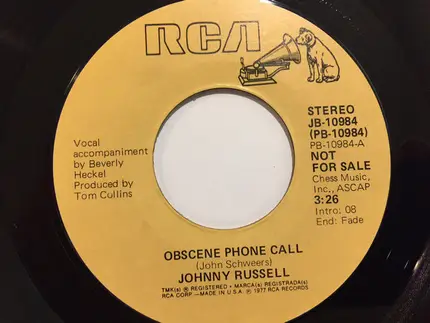 RCA
STEREO
JB-10984
(PB-10984)
PB-10984-A
NOT
FOR SALE
Chess Music,
Inc., ASCAP
3:26
Intro: 08
End: Fade
Vocal
accompaniment
by Beverly
Heckel
Produced by
Tom Collins
OBSCENE PHONE CALL
(John Schweers)
JOHNNY RUSSELL
TMK(s) ® REGISTERED • MARCA(s) REGISTRADA(s)
RCA CORP.—MADE IN U.S.A. ℗ 1977 RCA RECORDS